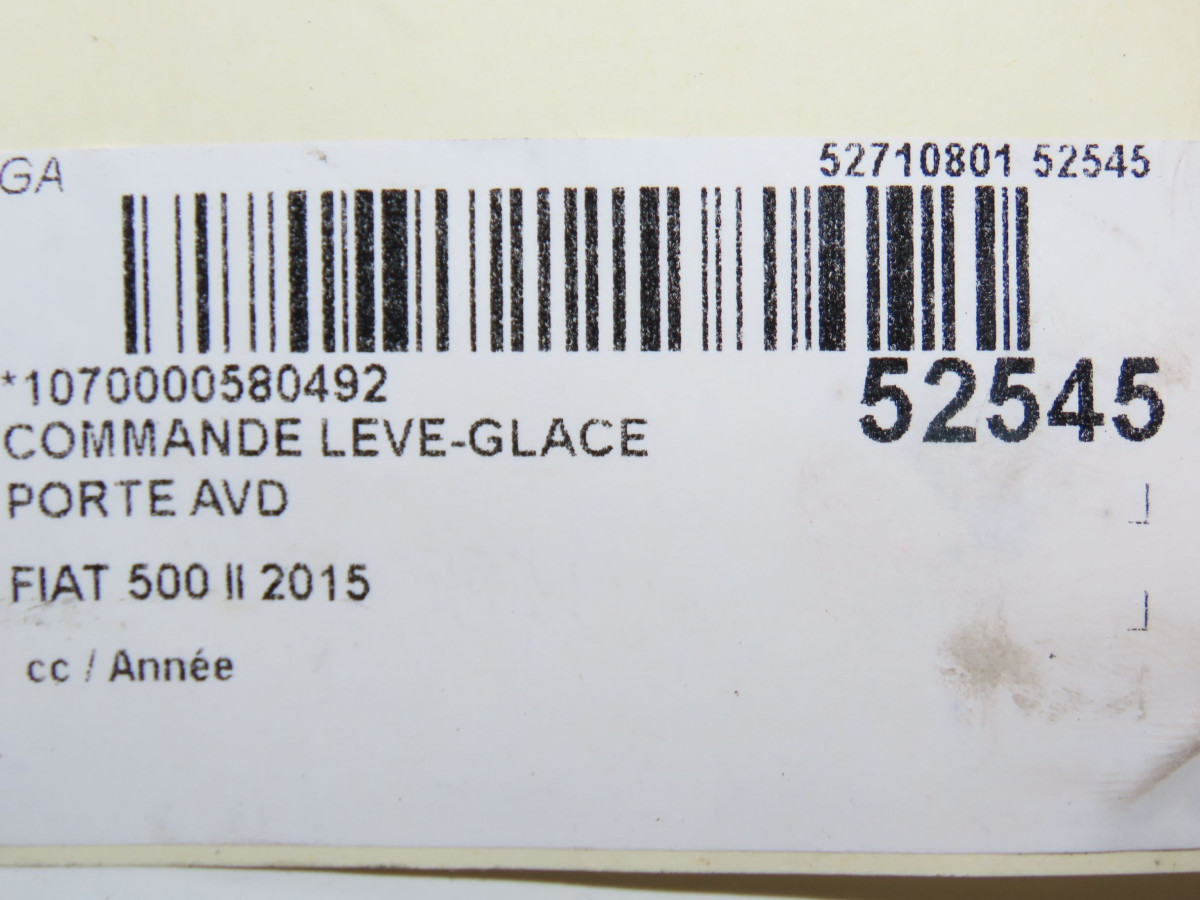 GA
52710801 52545
*1070000580492
52545
COMMANDE LEVE-GLACE
PORTE AVD
FIAT 500 II 2015
cc / Année